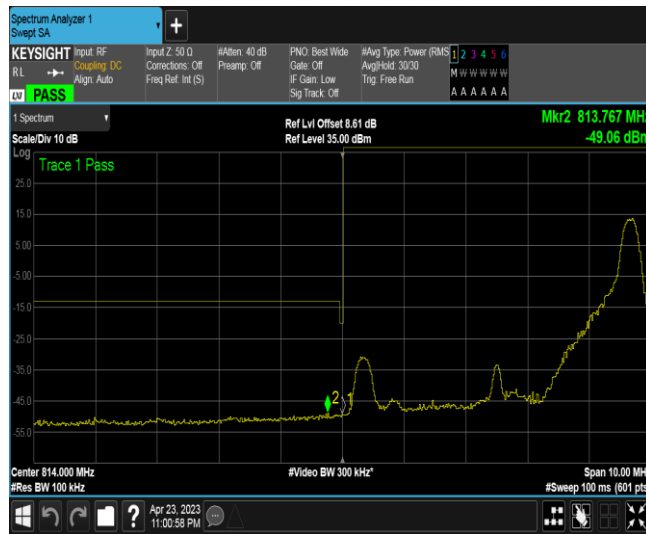 Spectrum Analyzer 1
Swept SA
+
KEYSIGHT
RL
LXI PASS
Input: RF
Coupling: DC
Align: Auto
Input Z: 50 Ω
Corrections: Off
Freq Ref: Int (S)
#Atten: 40 dB
Preamp: Off
PNO: Best Wide
Gate: Off
IF Gain: Low
Sig Track: Off
#Avg Type: Power (RMS
Avg|Hold: 30/30
Trig: Free Run
1 2 3 4 5 6
M W W W W W
A A A A A A
1 Spectrum
Scale/Div 10 dB
Ref Lvl Offset 8.61 dB
Ref Level 35.00 dBm
Mkr2 813.767 MHz
-49.06 dBm
Log
Trace 1 Pass
25.0
15.0
5.00
-5.00
-15.0
-25.0
-35.0
-45.0
-55.0
2
1
Center 814.000 MHz
#Res BW 100 kHz
#Video BW 300 kHz*
Span 10.00 MH
#Sweep 100 ms (601 pts
?
Apr 23, 2023
11:00:58 PM